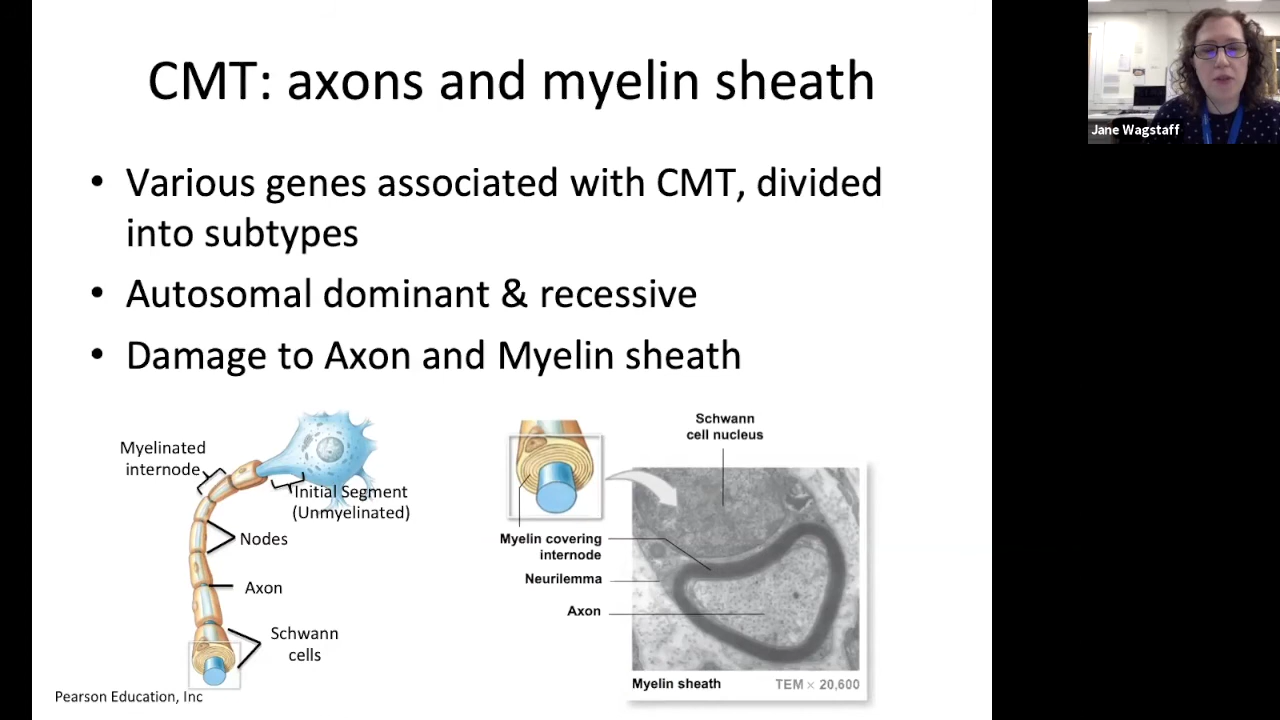 CMT: axons and myelin sheath
Jane Wagstaff
• Various genes associated with CMT, divided
into subtypes
• Autosomal dominant & recessive
• Damage to Axon and Myelin sheath
Myelinated
internode
Initial Segment
(Unmyelinated)
Nodes
Axon
Schwann
cells
Pearson Education, Inc
Schwann
cell nucleus
Myelin covering
internode
Neurilemma
Axon
Myelin sheath
TEM × 20,600